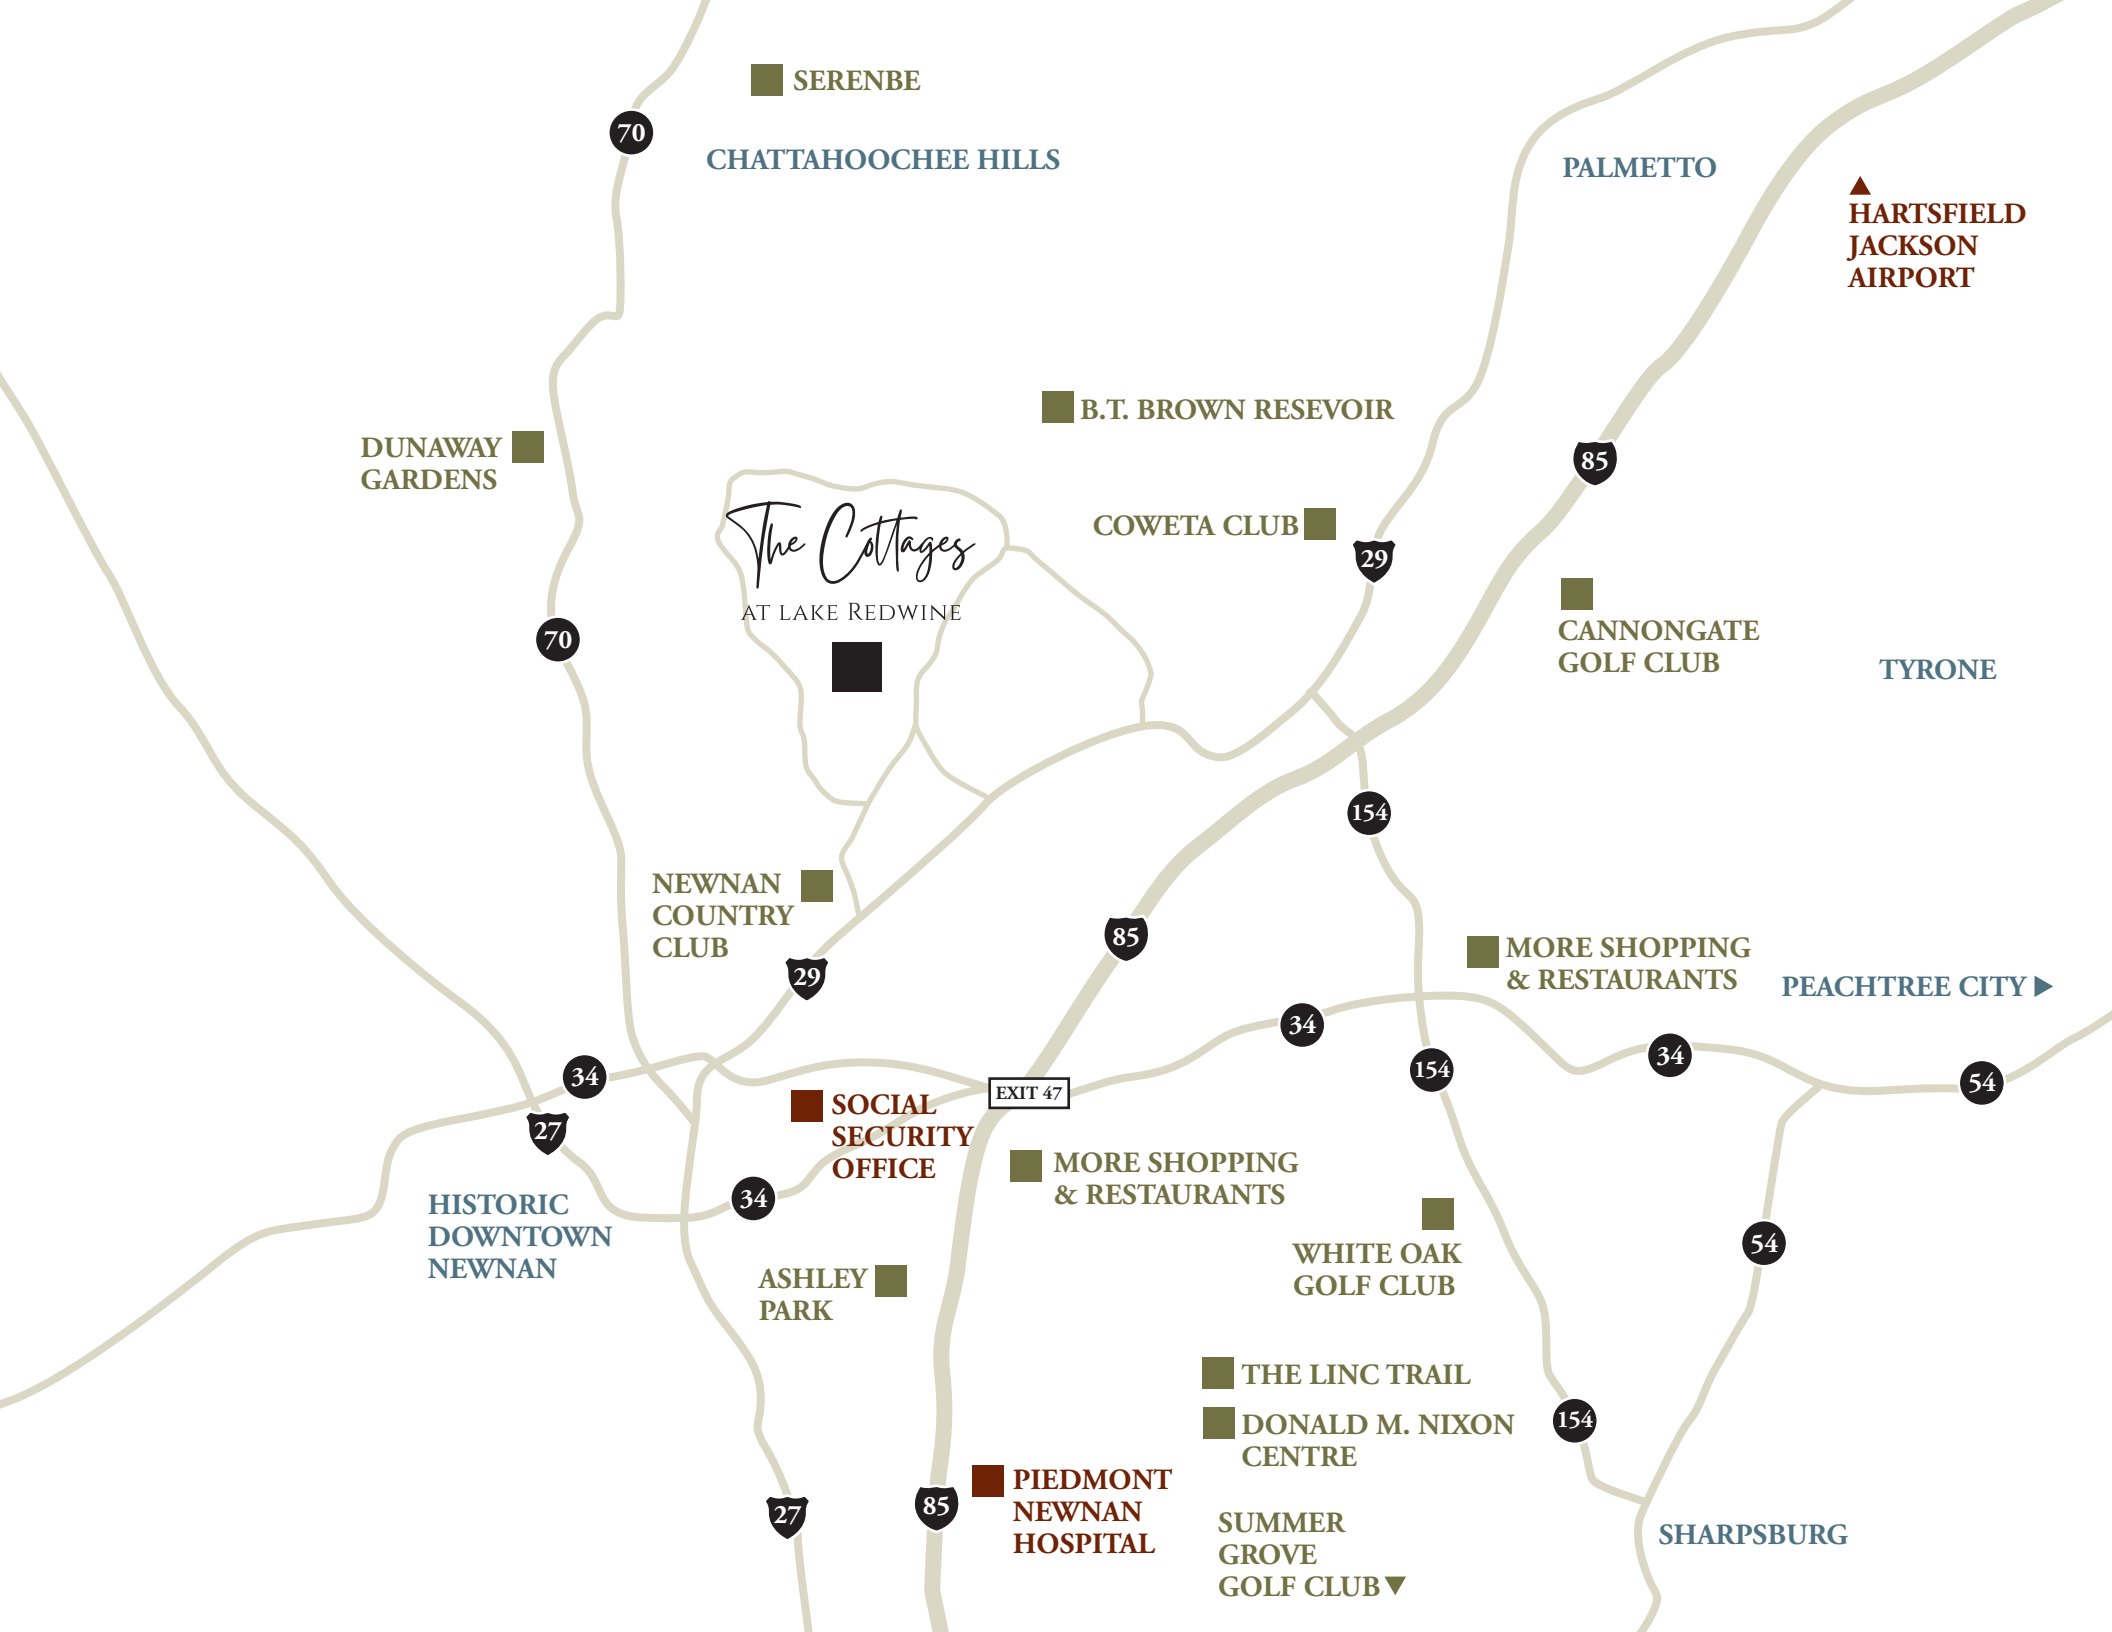 SERENBE
70
CHATTAHOOCHEE HILLS
PALMETTO
HARTSFIELD
JACKSON
AIRPORT
B.T. BROWN RESEVOIR
DUNAWAY
GARDENS
85
The Cottages
AT LAKE REDWINE
COWETA CLUB
29
CANNONGATE
GOLF CLUB
70
TYRONE
154
NEWNAN
COUNTRY
CLUB
29
85
MORE SHOPPING
& RESTAURANTS
PEACHTREE CITY
34
34
34
154
54
EXIT 47
SOCIAL
SECURITY
OFFICE
27
MORE SHOPPING
& RESTAURANTS
HISTORIC
DOWNTOWN
NEWNAN
34
WHITE OAK
GOLF CLUB
54
ASHLEY
PARK
THE LINC TRAIL
DONALD M. NIXON
CENTRE
154
PIEDMONT
NEWNAN
HOSPITAL
27
85
SUMMER
GROVE
GOLF CLUB
SHARPSBURG